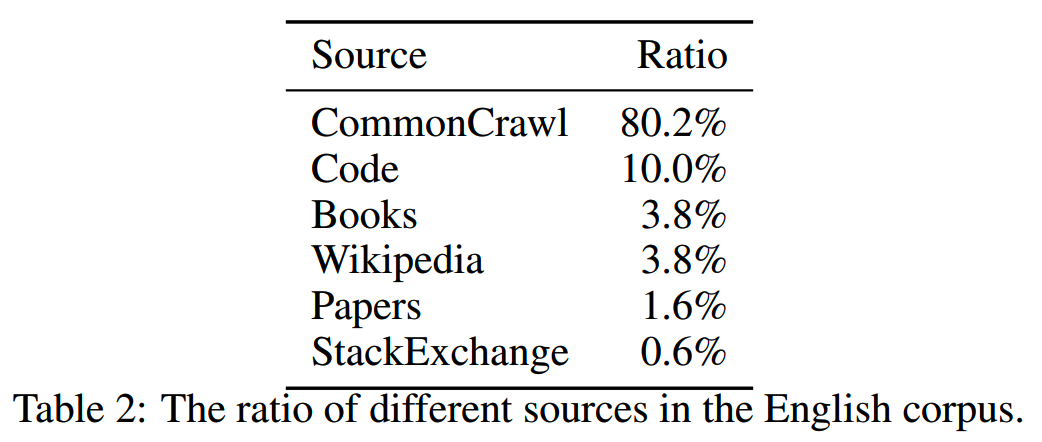 Source Ratio
CommonCrawl 80.2%
Code 10.0%
Books 3.8%
Wikipedia 3.8%
Papers 1.6%
StackExchange 0.6%
Table 2: The ratio of different sources in the English corpus.